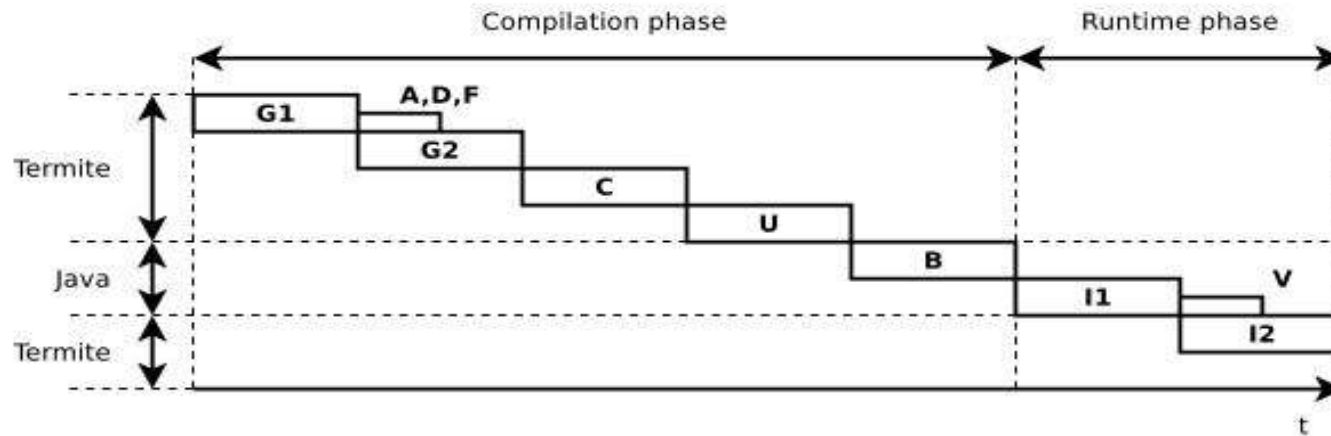 Compilation phase
Runtime phase
A,D,F
G1
G2
Termite
C
U
B
Java
V
I1
I2
Termite
t